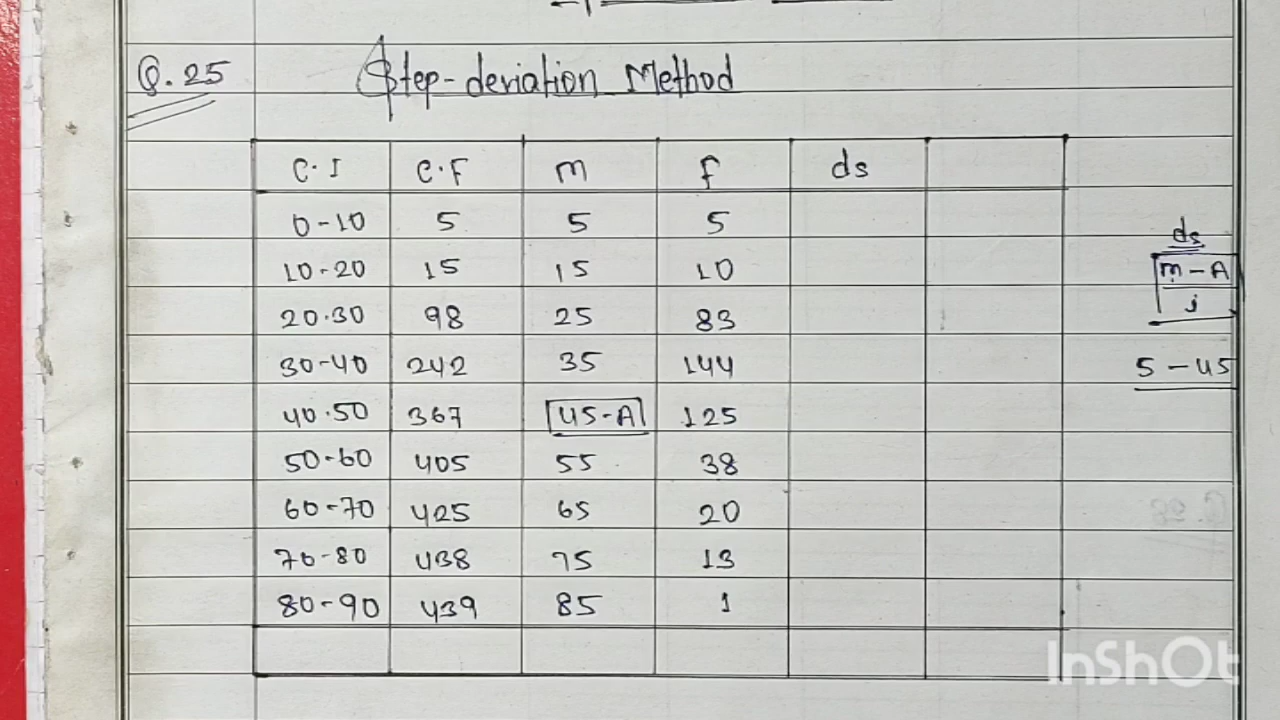 Q.25 Step-deviation Method
C.I C.F m f ds
0-10 5 5 5
10-20 15 15 10
20.30 98 25 83
30-40 242 35 144
40.50 367 45-A 125
50-60 405 55 38
60-70 425 65 20
70-80 438 75 13
80-90 439 85 1
ds
m-A
i
5-45
InShOt